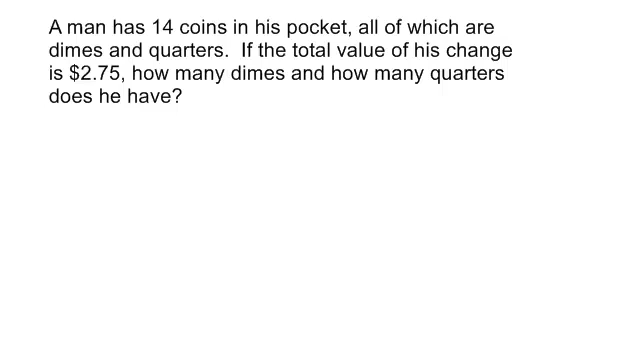 A man has 14 coins in his pocket, all of which are
dimes and quarters.  If the total value of his change
is $2.75, how many dimes and how many quarters
does he have?